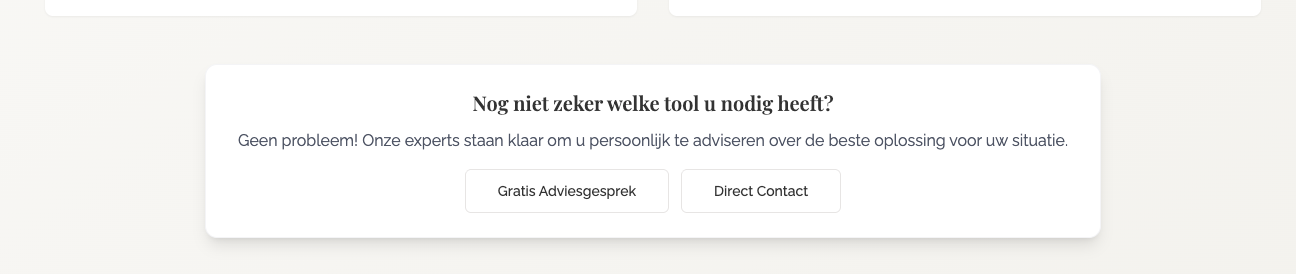 Nog niet zeker welke tool u nodig heeft?
Geen probleem! Onze experts staan klaar om u persoonlijk te adviseren over de beste oplossing voor uw situatie.
Gratis Adviesgesprek
Direct Contact